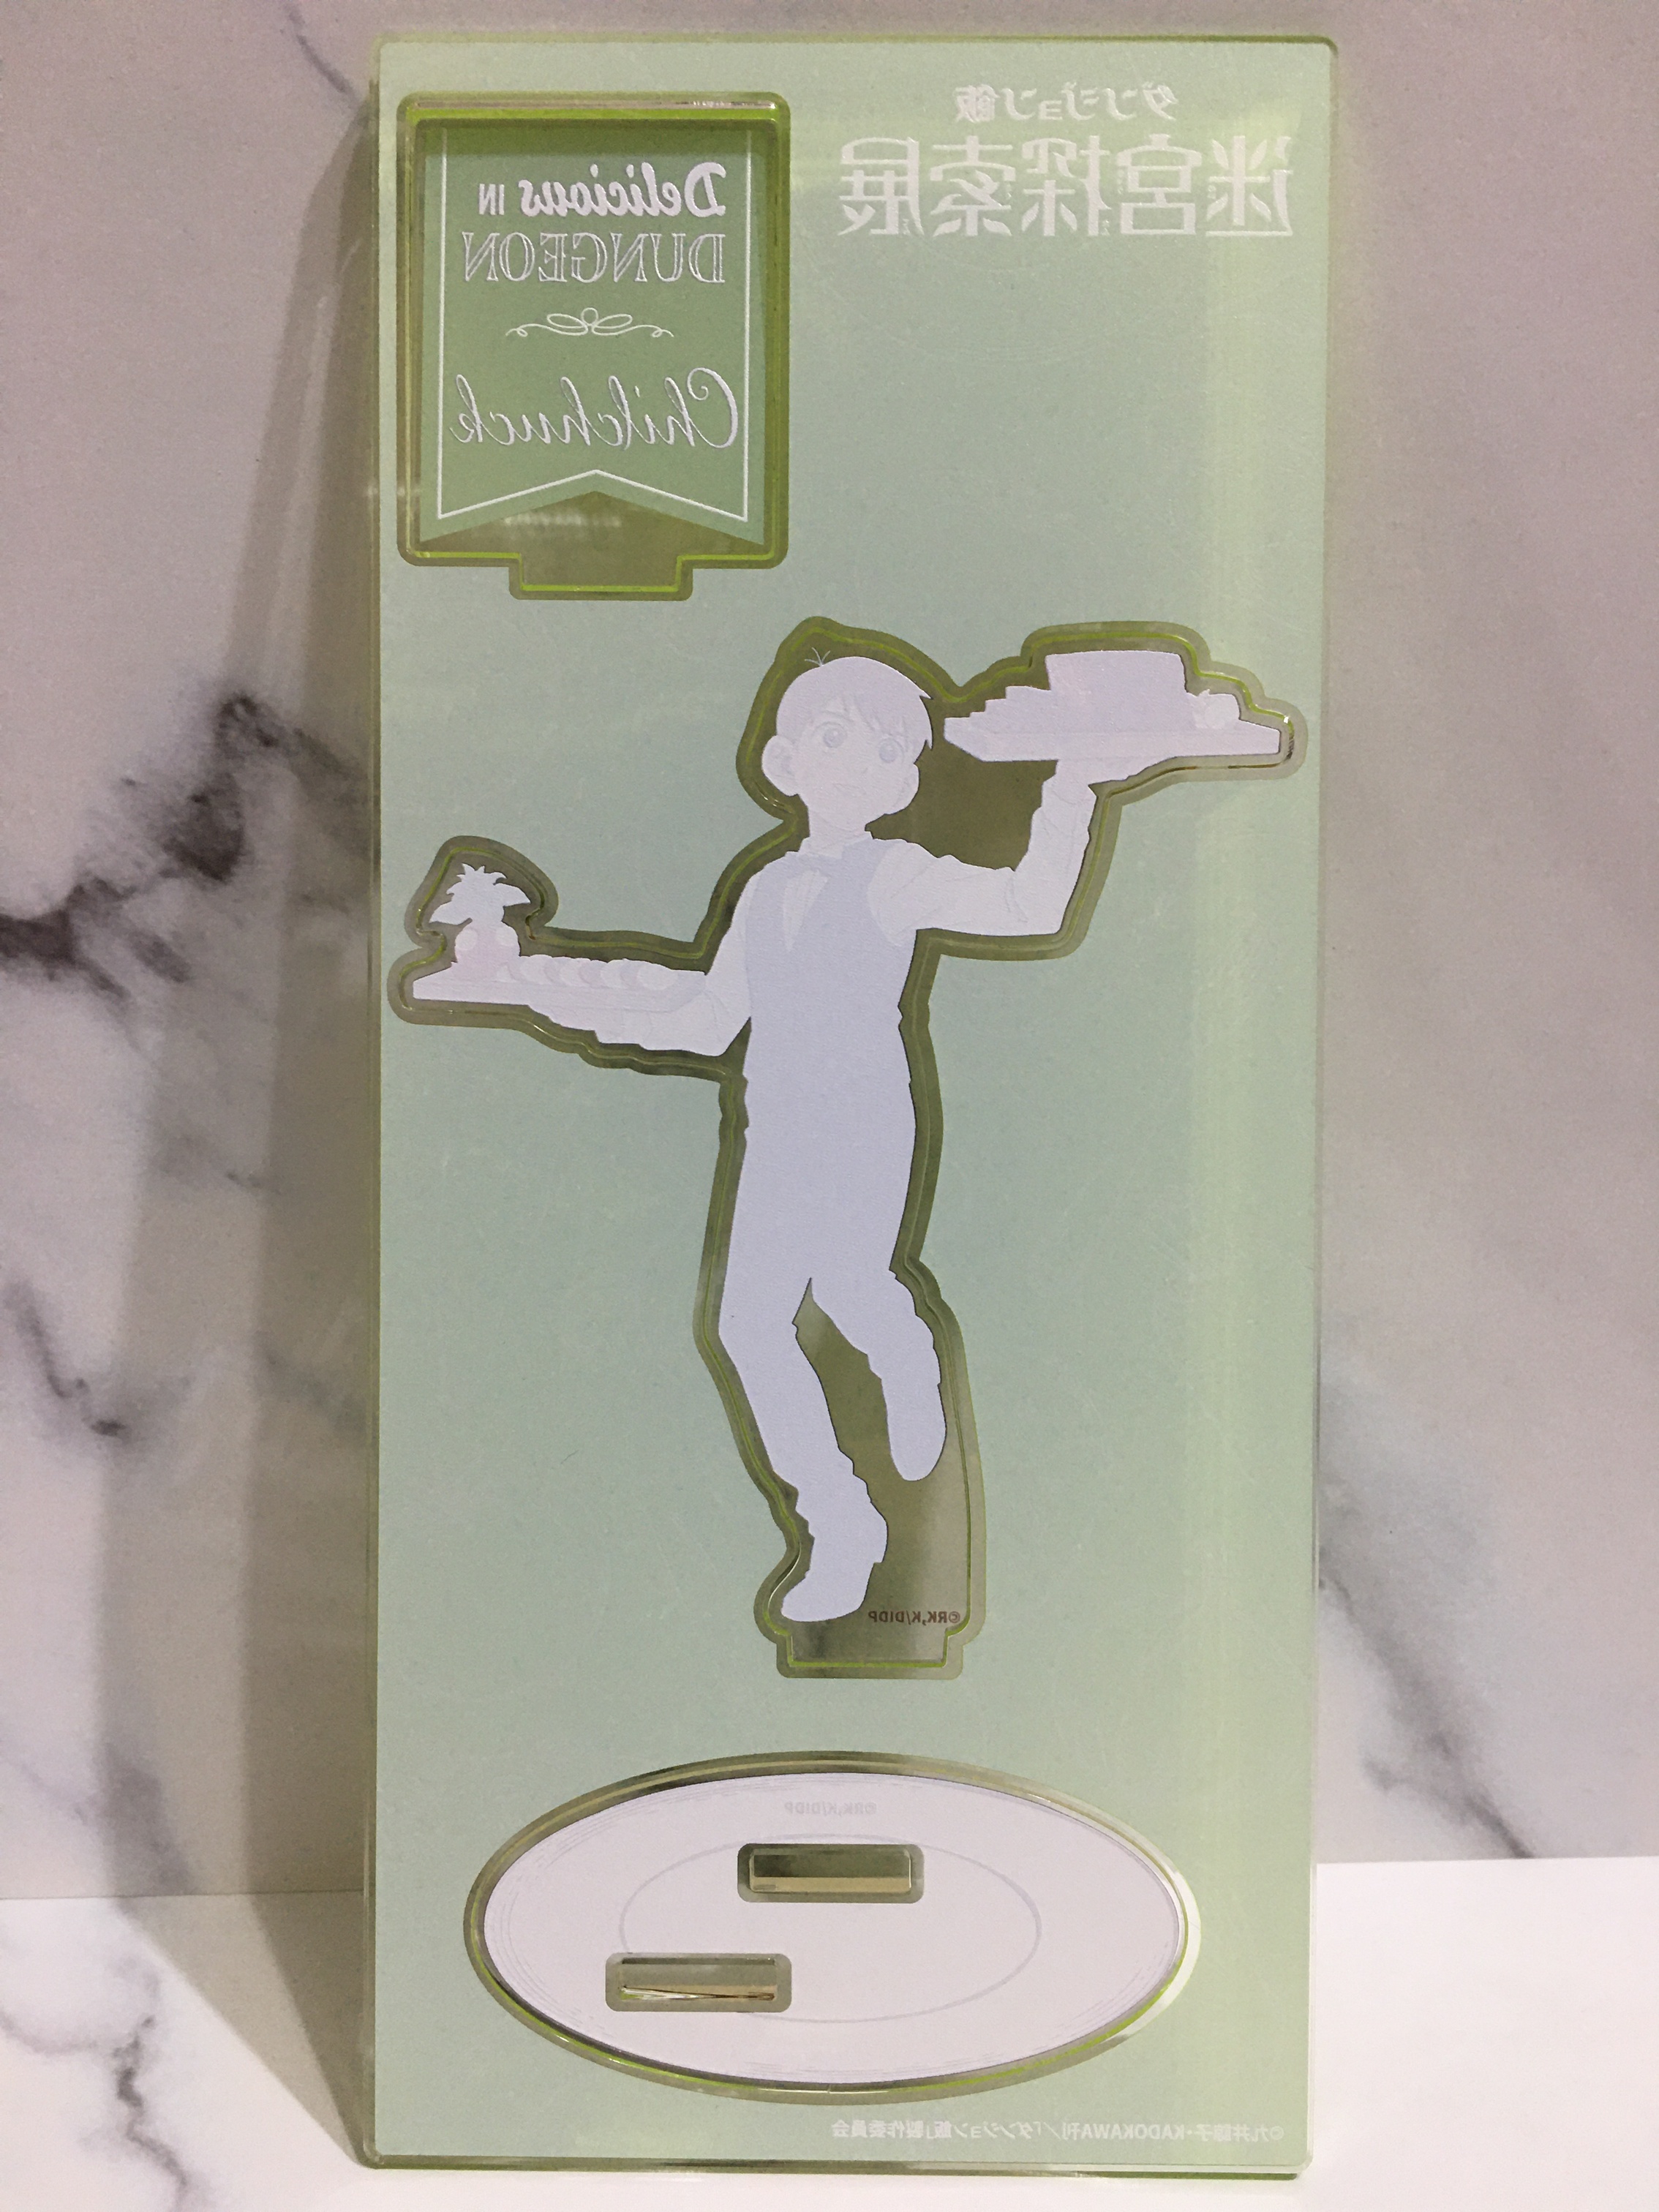 ダンジョン飯
迷宮探索展
Delicious IN
DUNGEON
Chilchuck
©RK,K/DIDP
©RK,K/DIDP
©九井諒子・KADOKAWA刊／「ダンジョン飯」製作委員会